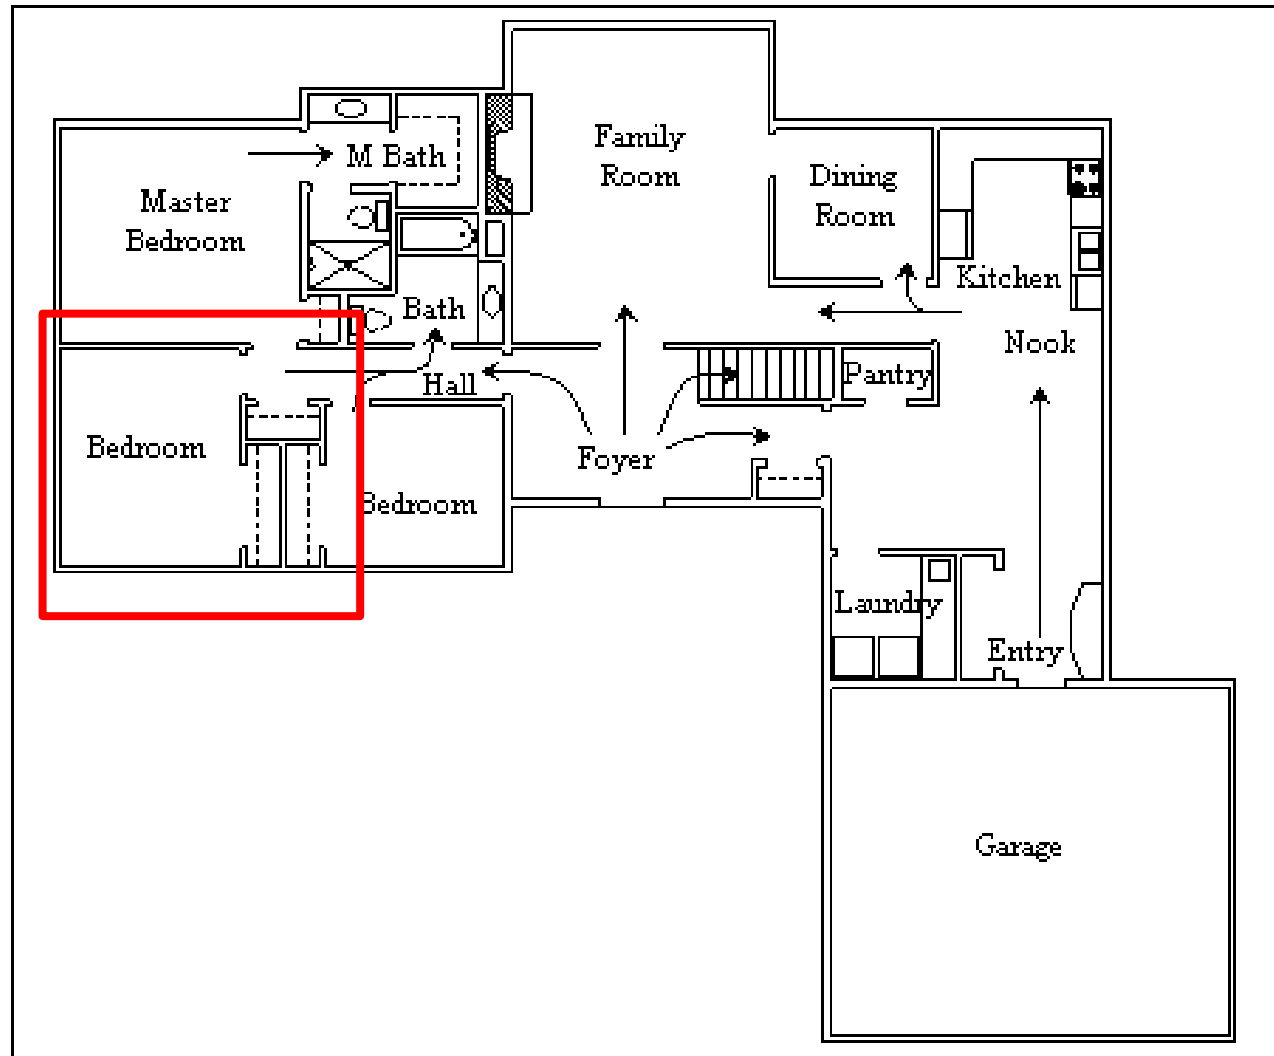 Family
Room
M Bath
Dining
Room
Master
Bedroom
Kitchen
Bath
Nook
Hall
Pantry
Bedroom
Foyer
Bedroom
Laundry
Entry
Garage